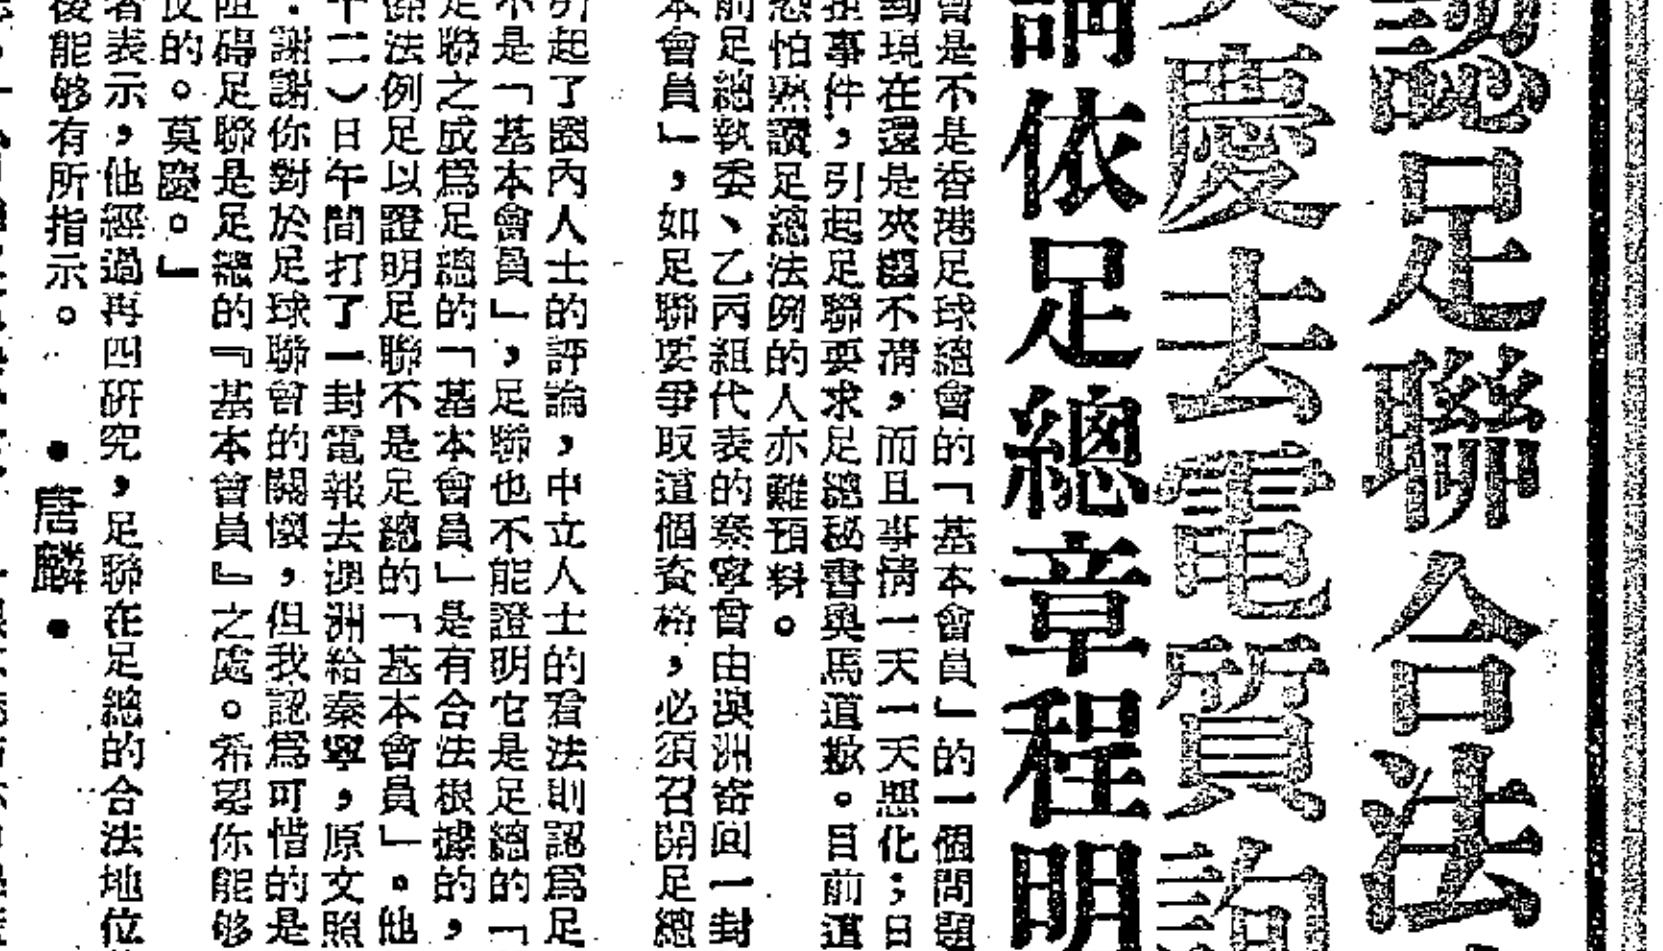 認足聯合法
慶去電質詢
謂依足總章程明
會是不是香港足球總會的「基本會員」的一個問題
到現在還是夾纏不清，而且事情一天一天惡化；日
事件，引起足聯要求足總秘書與馬道歉。目前這
恐怕熟讀足總法例的人亦難預料。
前足總執委、乙丙組代表的秦寧曾由澳洲寄回一封
本會員」，如足聯要爭取這個資格，必須召開足總
引起了圈內人士的評論，中立人士的看法則認爲足
不是「基本會員」，足聯也不能證明它是足總的「
足聯之成爲足總的「基本會員」是有合法根據的，
係法例足以證明足聯不是足總的「基本會員」。他
十二）日午間打了一封電報去澳洲給秦寧，原文照
：謝謝你對於足球聯會的關懷，但我認爲可惜的是
阻碍足聯是足總的『基本會員』之處。希望你能够
的。莫慶。」
者表示，他經過再四研究，足聯在足總的合法地位
後能够有所指示。
•唐麟•